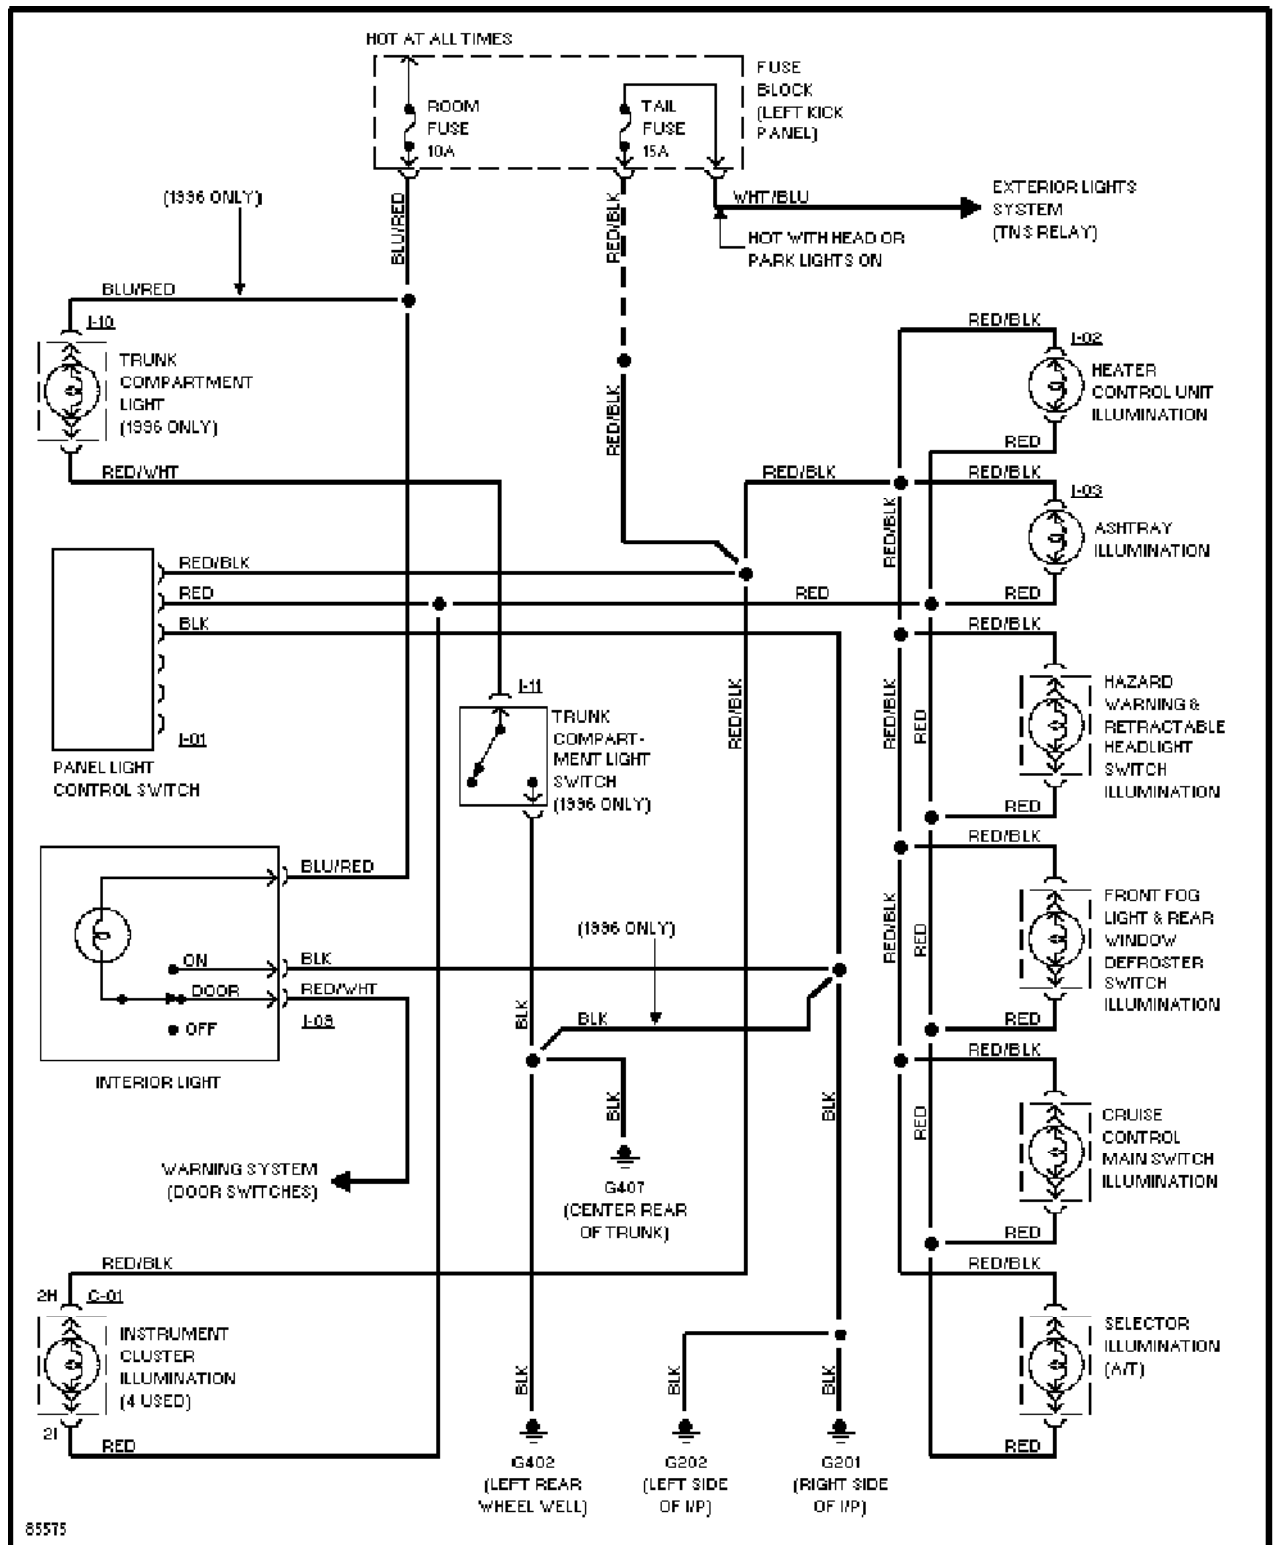 HOT AT ALL TIMES
FUSE
BLOCK
(LEFT KICK
PANEL)
ROOM
FUSE
10A
TAIL
FUSE
15A
(1996 ONLY)
BLU/RED
RED/BLK
WHT/BLU
EXTERIOR LIGHTS
SYSTEM
(TNS RELAY)
HOT WITH HEAD OR
PARK LIGHTS ON
BLU/RED
I-10
TRUNK
COMPARTMENT
LIGHT
(1996 ONLY)
RED/WHT
RED/BLK
RED/BLK
I-02
HEATER
CONTROL UNIT
ILLUMINATION
RED
RED/BLK
RED/BLK
I-03
ASHTRAY
ILLUMINATION
RED/BLK
RED/BLK
RED
RED
RED
BLK
RED/BLK
I-01
PANEL LIGHT
CONTROL SWITCH
I-11
TRUNK
COMPART-
MENT LIGHT
SWITCH
(1996 ONLY)
RED/BLK
RED/BLK
RED
HAZARD
WARNING &
RETRACTABLE
HEADLIGHT
SWITCH
ILLUMINATION
RED
RED/BLK
BLU/RED
ON
BLK
DOOR
RED/WHT
OFF
I-09
INTERIOR LIGHT
(1996 ONLY)
BLK
BLK
RED/BLK
RED
FRONT FOG
LIGHT & REAR
WINDOW
DEFROSTER
SWITCH
ILLUMINATION
RED
RED/BLK
BLK
BLK
RED
CRUISE
CONTROL
MAIN SWITCH
ILLUMINATION
RED
RED/BLK
WARNING SYSTEM
(DOOR SWITCHES)
G407
(CENTER REAR
OF TRUNK)
RED/BLK
2H
C-01
INSTRUMENT
CLUSTER
ILLUMINATION
(4 USED)
2I
RED
BLK
BLK
BLK
SELECTOR
ILLUMINATION
(A/T)
RED
G402
(LEFT REAR
WHEEL WELL)
G202
(LEFT SIDE
OF I/P)
G201
(RIGHT SIDE
OF I/P)
85575